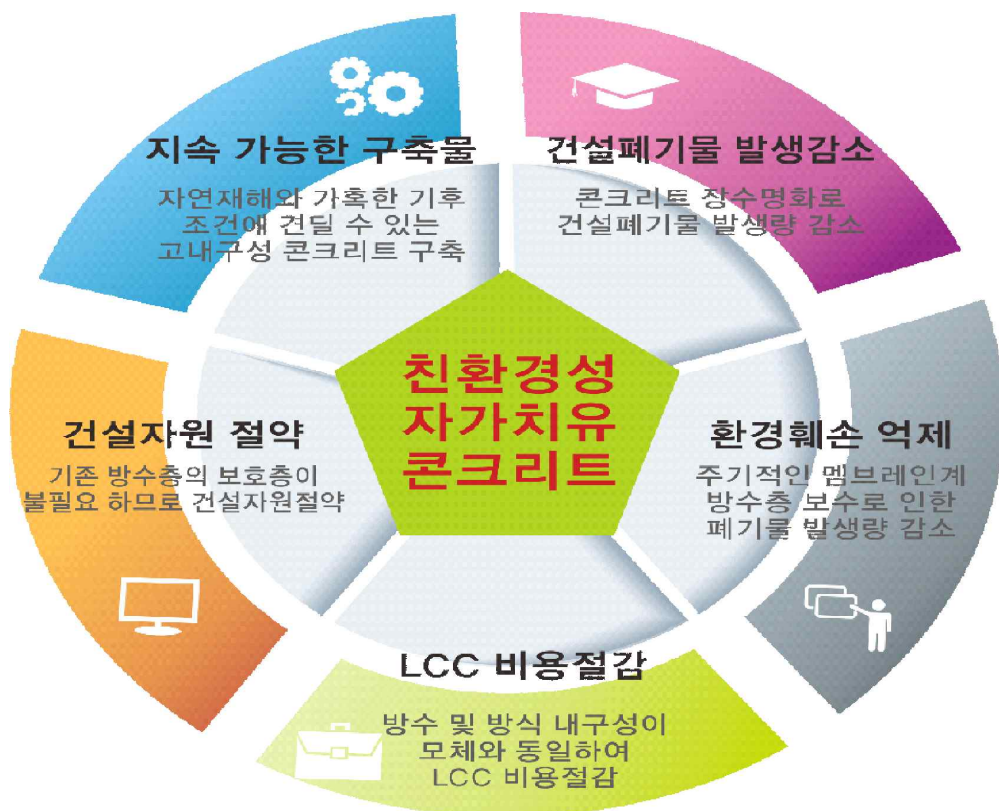 지속 가능한 구축물
자연재해와 가혹한 기후
조건애 견딜 수 있는
고내구성 콘크리트 구축
건설폐기물 발생감소
콘크리트 장수명화로
건설폐기물 발생량 감소
친환경성
자가치유
콘크리트
건설자원 절약
기존 방수층의 보호층이
불필요 하므로 건설자원절약
환경훼손 억제
주기적인 멤브레인계
방수층 보수로 인한
폐기물 발생량 감소
LCC 비용절감
방수 및 방식 내구성이
모체와 동일하여
LCC 비용절감